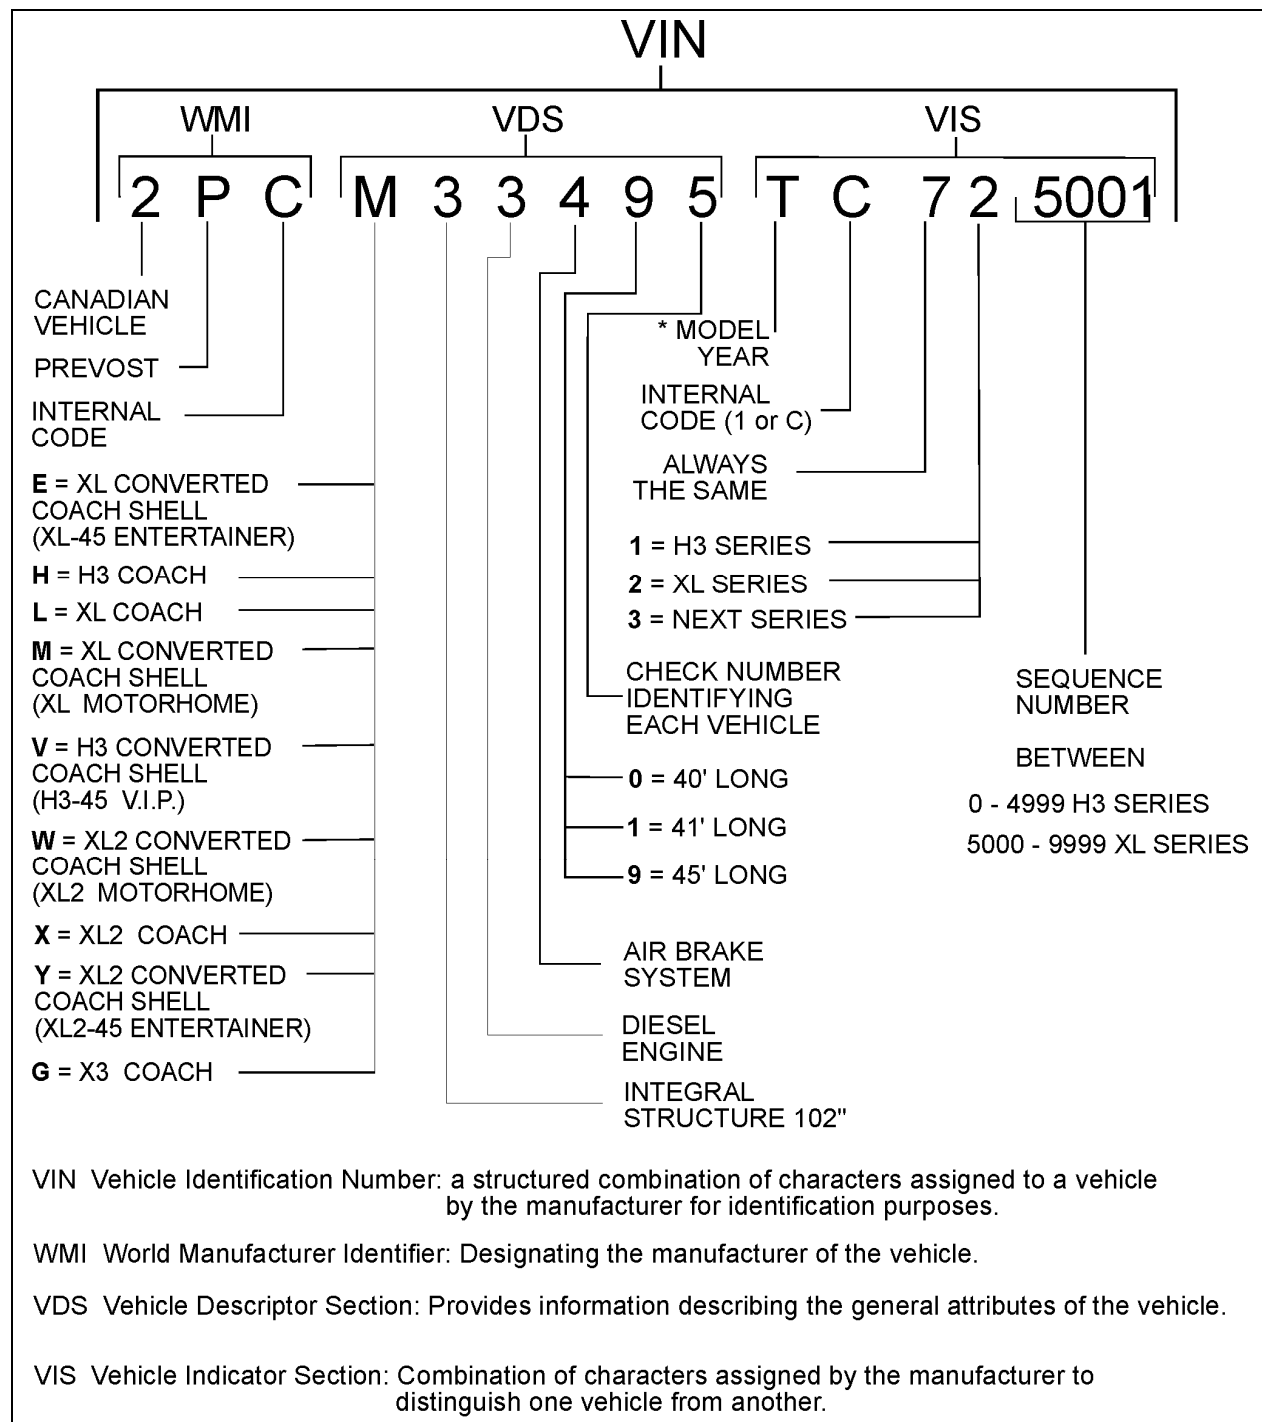 VIN
WMI VDS VIS
2 P C M 3 3 4 9 5 T C 7 2 5001
CANADIAN
VEHICLE
PREVOST
INTERNAL
CODE
E = XL CONVERTED
COACH SHELL
(XL-45 ENTERTAINER)
H = H3 COACH
L = XL COACH
M = XL CONVERTED
COACH SHELL
(XL MOTORHOME)
V = H3 CONVERTED
COACH SHELL
(H3-45 V.I.P.)
W = XL2 CONVERTED
COACH SHELL
(XL2 MOTORHOME)
X = XL2 COACH
Y = XL2 CONVERTED
COACH SHELL
(XL2-45 ENTERTAINER)
G = X3 COACH
* MODEL
YEAR
INTERNAL
CODE (1 or C)
ALWAYS
THE SAME
1 = H3 SERIES
2 = XL SERIES
3 = NEXT SERIES
CHECK NUMBER
IDENTIFYING
EACH VEHICLE
0 = 40' LONG
1 = 41' LONG
9 = 45' LONG
AIR BRAKE
SYSTEM
DIESEL
ENGINE
INTEGRAL
STRUCTURE 102"
SEQUENCE
NUMBER
BETWEEN
0 - 4999 H3 SERIES
5000 - 9999 XL SERIES
VIN Vehicle Identification Number: a structured combination of characters assigned to a vehicle
by the manufacturer for identification purposes.
WMI World Manufacturer Identifier: Designating the manufacturer of the vehicle.
VDS Vehicle Descriptor Section: Provides information describing the general attributes of the vehicle.
VIS Vehicle Indicator Section: Combination of characters assigned by the manufacturer to
distinguish one vehicle from another.